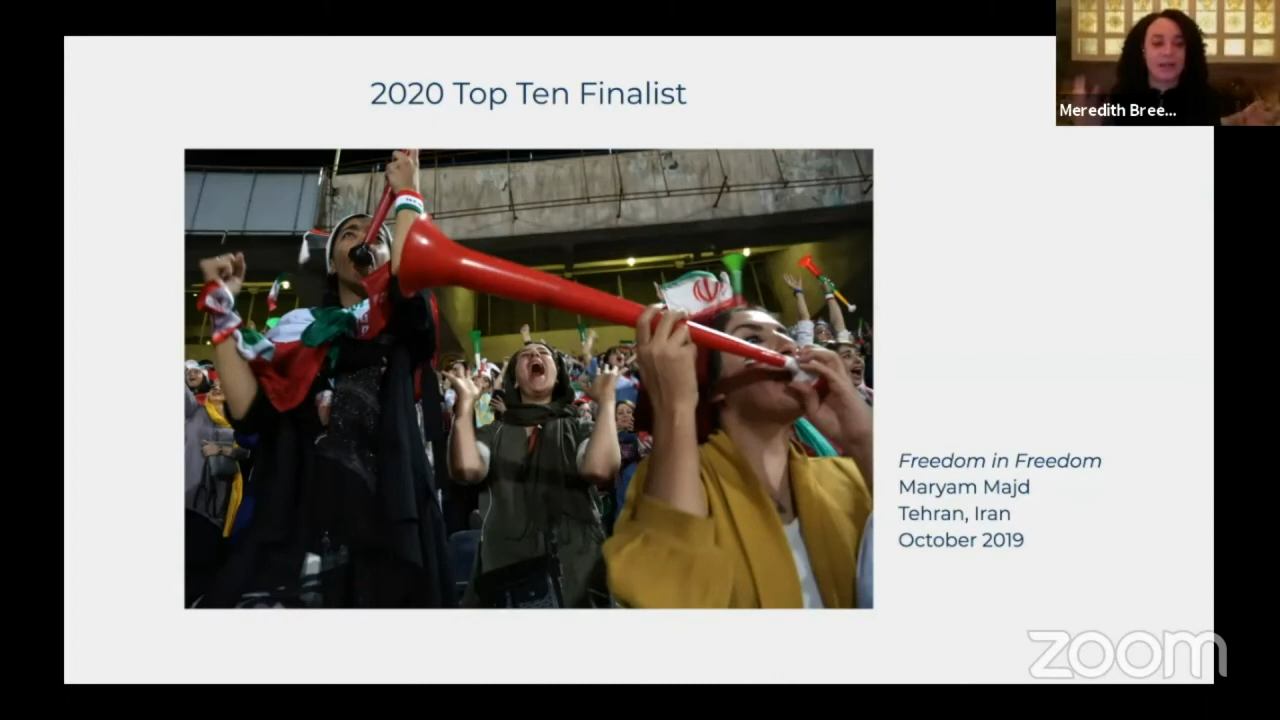 2020 Top Ten Finalist
Meredith Bree...
Freedom in Freedom
Maryam Majd
Tehran, Iran
October 2019
zoom